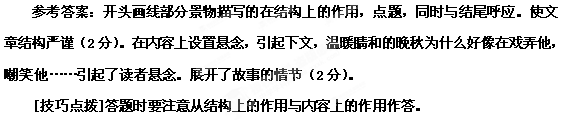 参考答案：开头画线部分景物描写的在结构上的作用，点题，同时与结尾呼应。使文
章结构严谨（2分）。在内容上设置悬念，引起下文，温暖晴和的晚秋为什么好像在戏弄他，
嘲笑他……引起了读者悬念。展开了故事的情节（2分）。
[技巧点拨]答题时要注意从结构上的作用与内容上的作用作答。